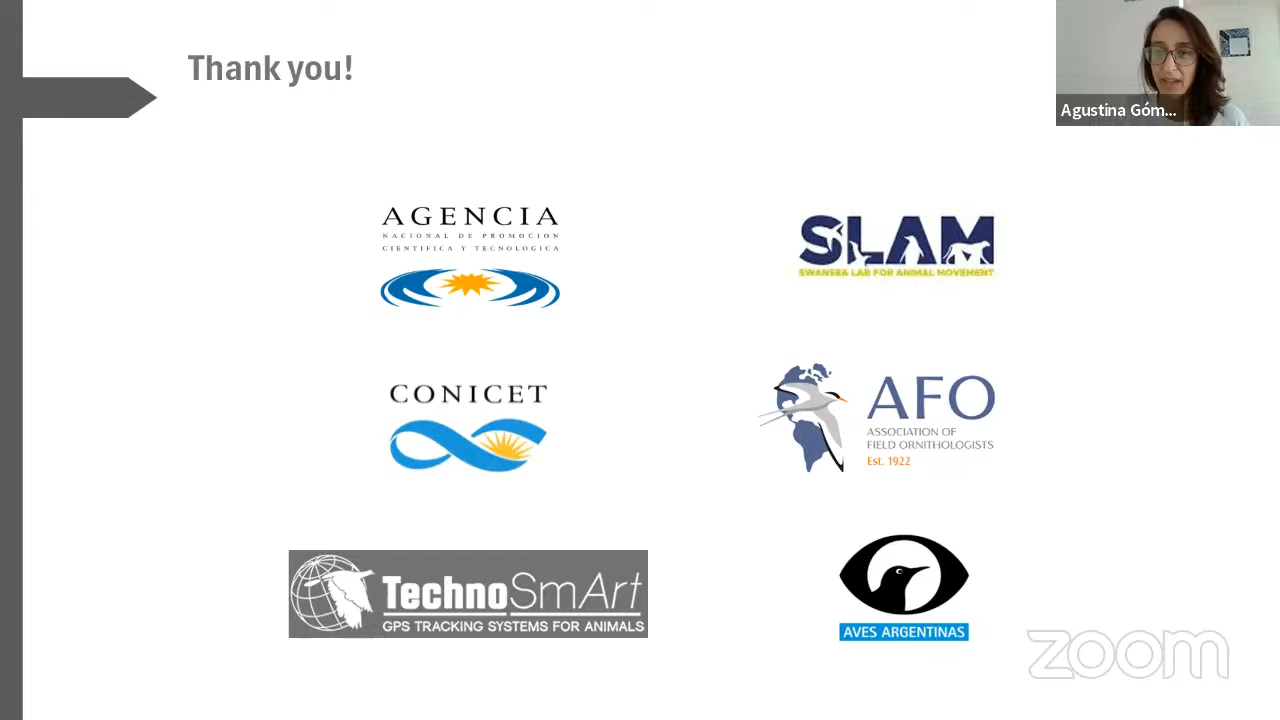 Thank you!
Agustina Góm...
AGENCIA
NACIONAL DE PROMOCION
CIENTIFICA Y TECNOLOGICA
SLAM
SWANSEA LAB FOR ANIMAL MOVEMENT
CONICET
AFO
ASSOCIATION OF
FIELD ORNITHOLOGISTS
Est. 1922
TechnoSmArt
GPS TRACKING SYSTEMS FOR ANIMALS
AVES ARGENTINAS
zoom